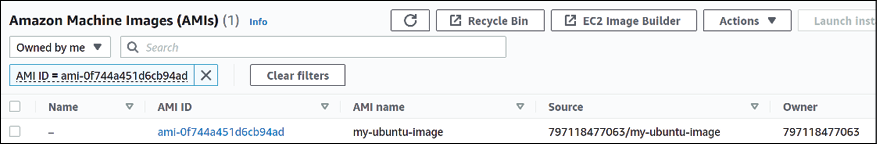 Amazon Machine Images (AMIs) (1) Info Recycle Bin EC2 Image Builder Actions Launch inst
Owned by me Search
AMI ID = ami-0f744a451d6cb94ad Clear filters
Name AMI ID AMI name Source Owner
– ami-0f744a451d6cb94ad my-ubuntu-image 797118477063/my-ubuntu-image 797118477063